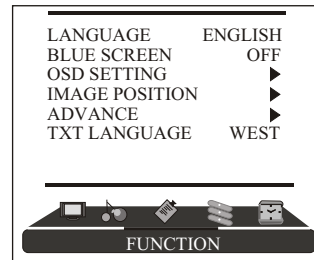 LANGUAGE ENGLISH
BLUE SCREEN OFF
OSD SETTING
IMAGE POSITION
ADVANCE
TXT LANGUAGE WEST
FUNCTION